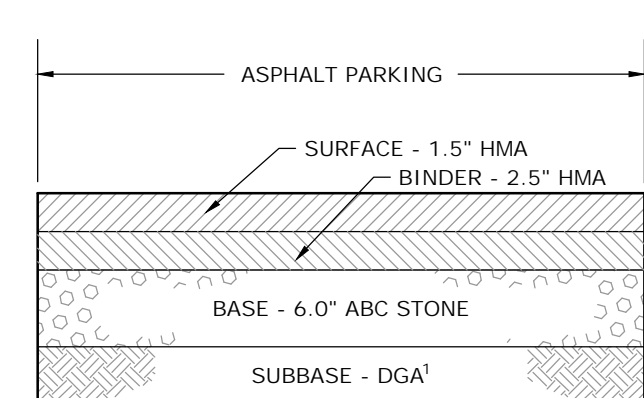 ASPHALT PARKING
SURFACE - 1.5" HMA
BINDER - 2.5" HMA
BASE - 6.0" ABC STONE
SUBBASE - DGA¹